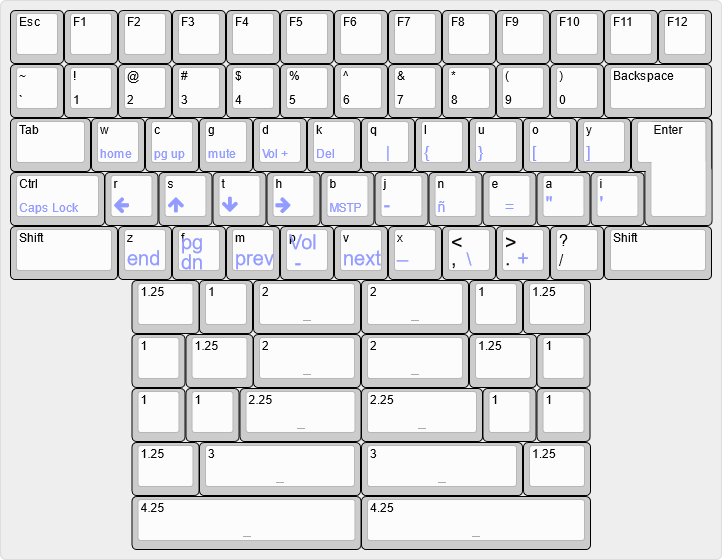 Esc F1 F2 F3 F4 F5 F6 F7 F8 F9 F10 F11 F12
~ ! @ # $ % ^ & * ( ) Backspace
` 1 2 3 4 5 6 7 8 9 0
Tab w c g d k q l u o y Enter
home pg up mute Vol + Del | { } [ ]
Ctrl r s t h b j n e a i
Caps Lock ← ↑ ↓ → MSTP - ñ = " '
Shift z f m p v x < > ? Shift
end pg dn prev Vol - next _ , \ . + /
1.25 1 2 2 1 1.25
_ _
1 1.25 2 2 1.25 1
_ _
1 1 2.25 2.25 1 1
_ _
1.25 3 3 1.25
_ _
4.25 4.25
_ _